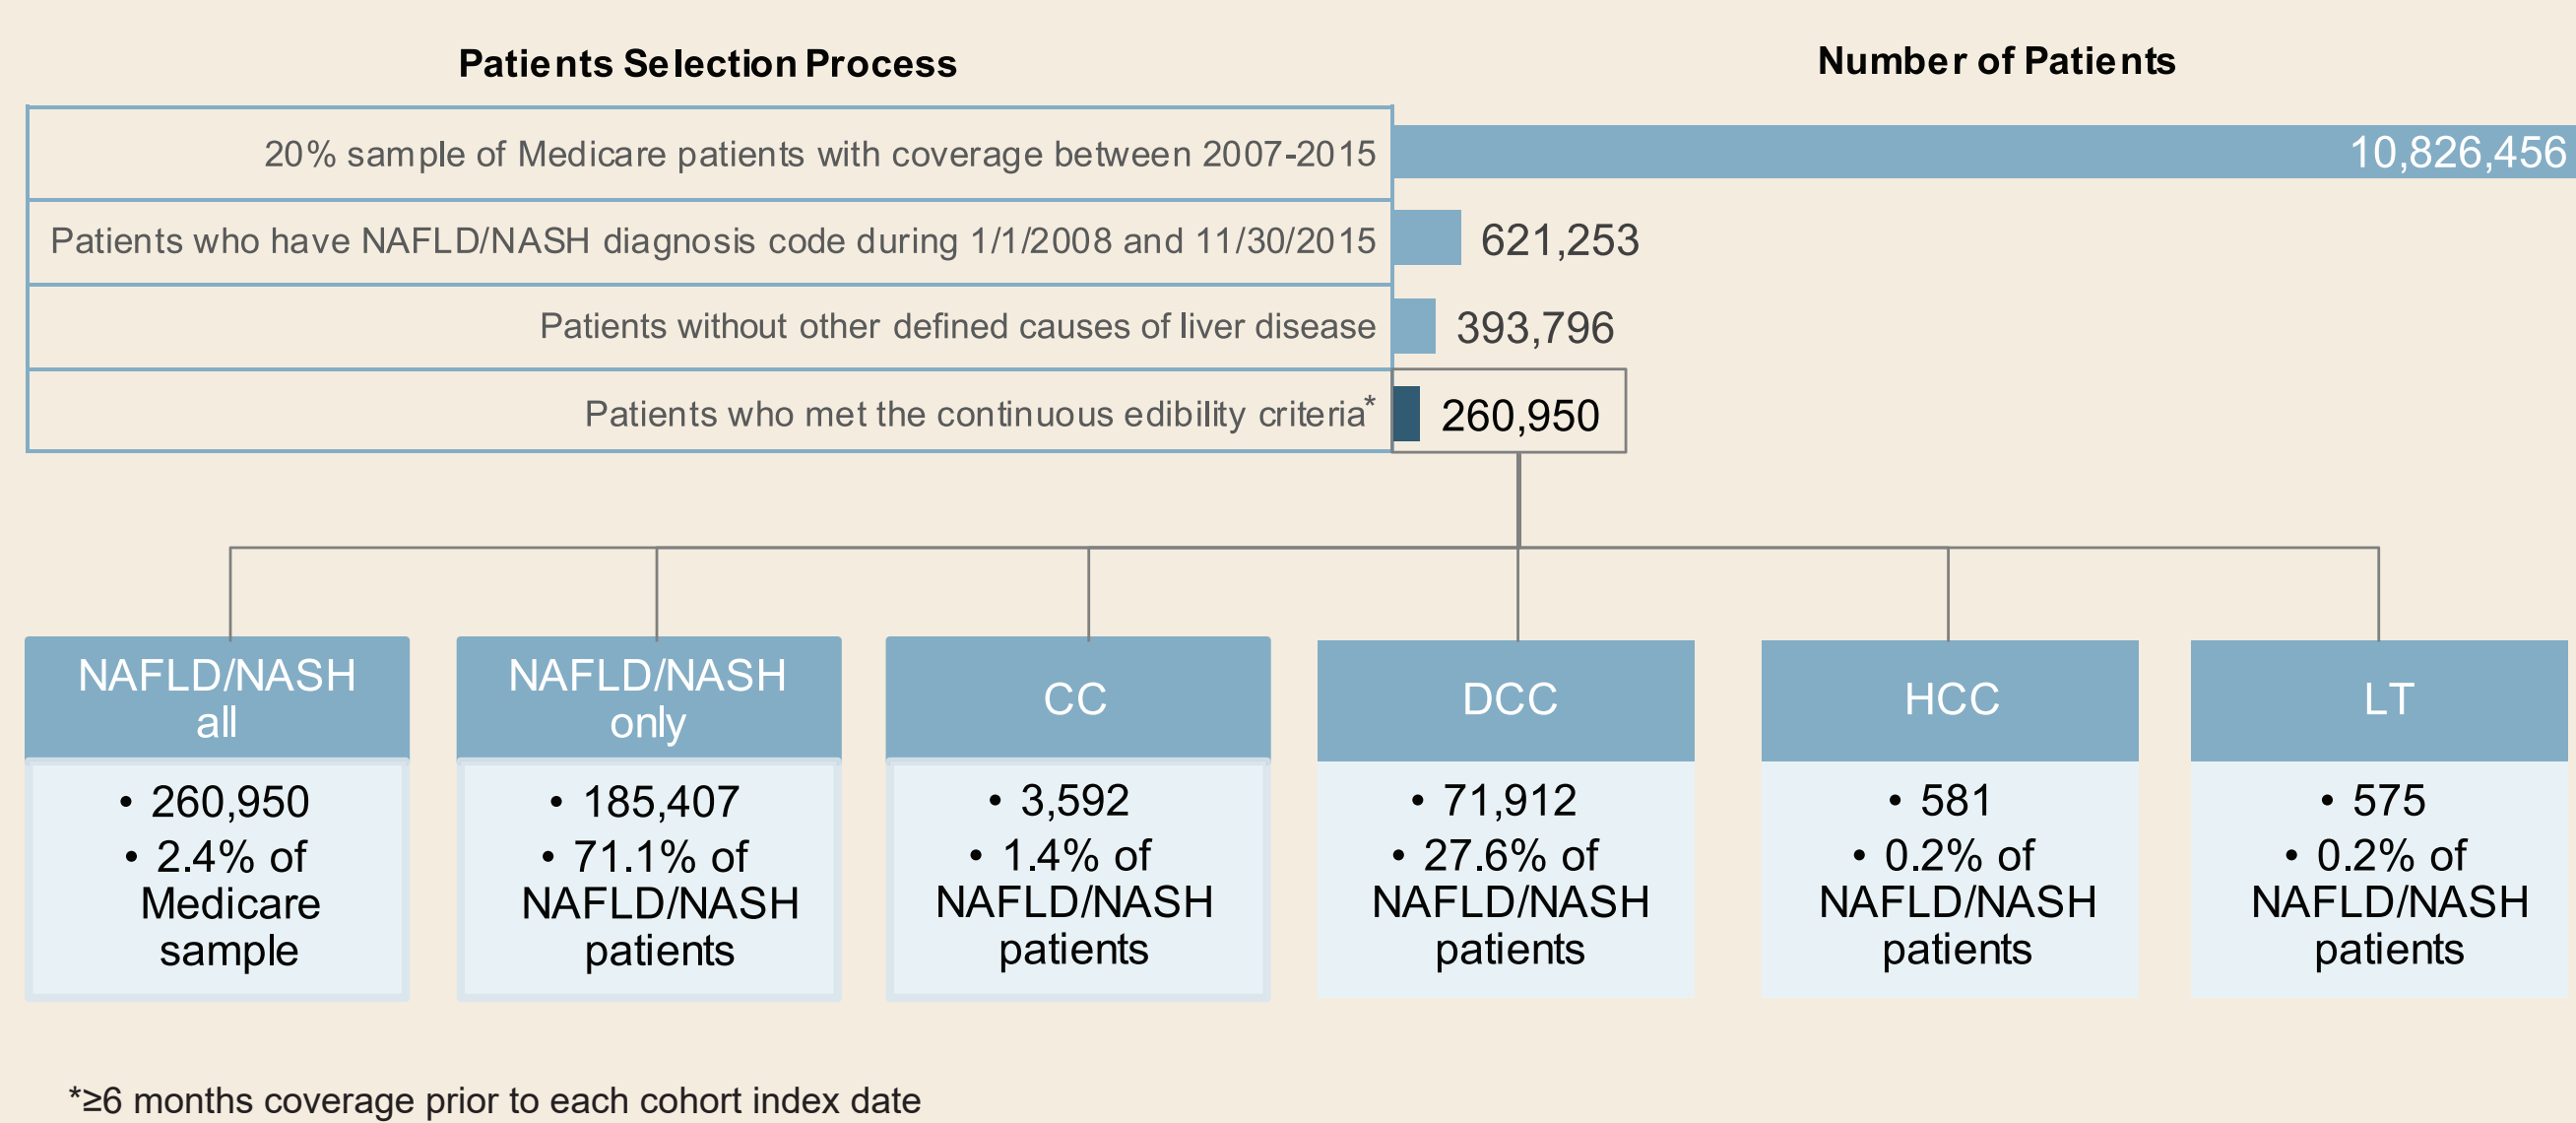 Patients Selection Process
Number of Patients
20% sample of Medicare patients with coverage between 2007-2015
10,826,456
Patients who have NAFLD/NASH diagnosis code during 1/1/2008 and 11/30/2015
621,253
Patients without other defined causes of liver disease
393,796
Patients who met the continuous edibility criteria*
260,950
NAFLD/NASH
all
• 260,950
• 2.4% of
Medicare
sample
NAFLD/NASH
only
• 185,407
• 71.1% of
NAFLD/NASH
patients
CC
• 3,592
• 1.4% of
NAFLD/NASH
patients
DCC
• 71,912
• 27.6% of
NAFLD/NASH
patients
HCC
• 581
• 0.2% of
NAFLD/NASH
patients
LT
• 575
• 0.2% of
NAFLD/NASH
patients
*≥6 months coverage prior to each cohort index date